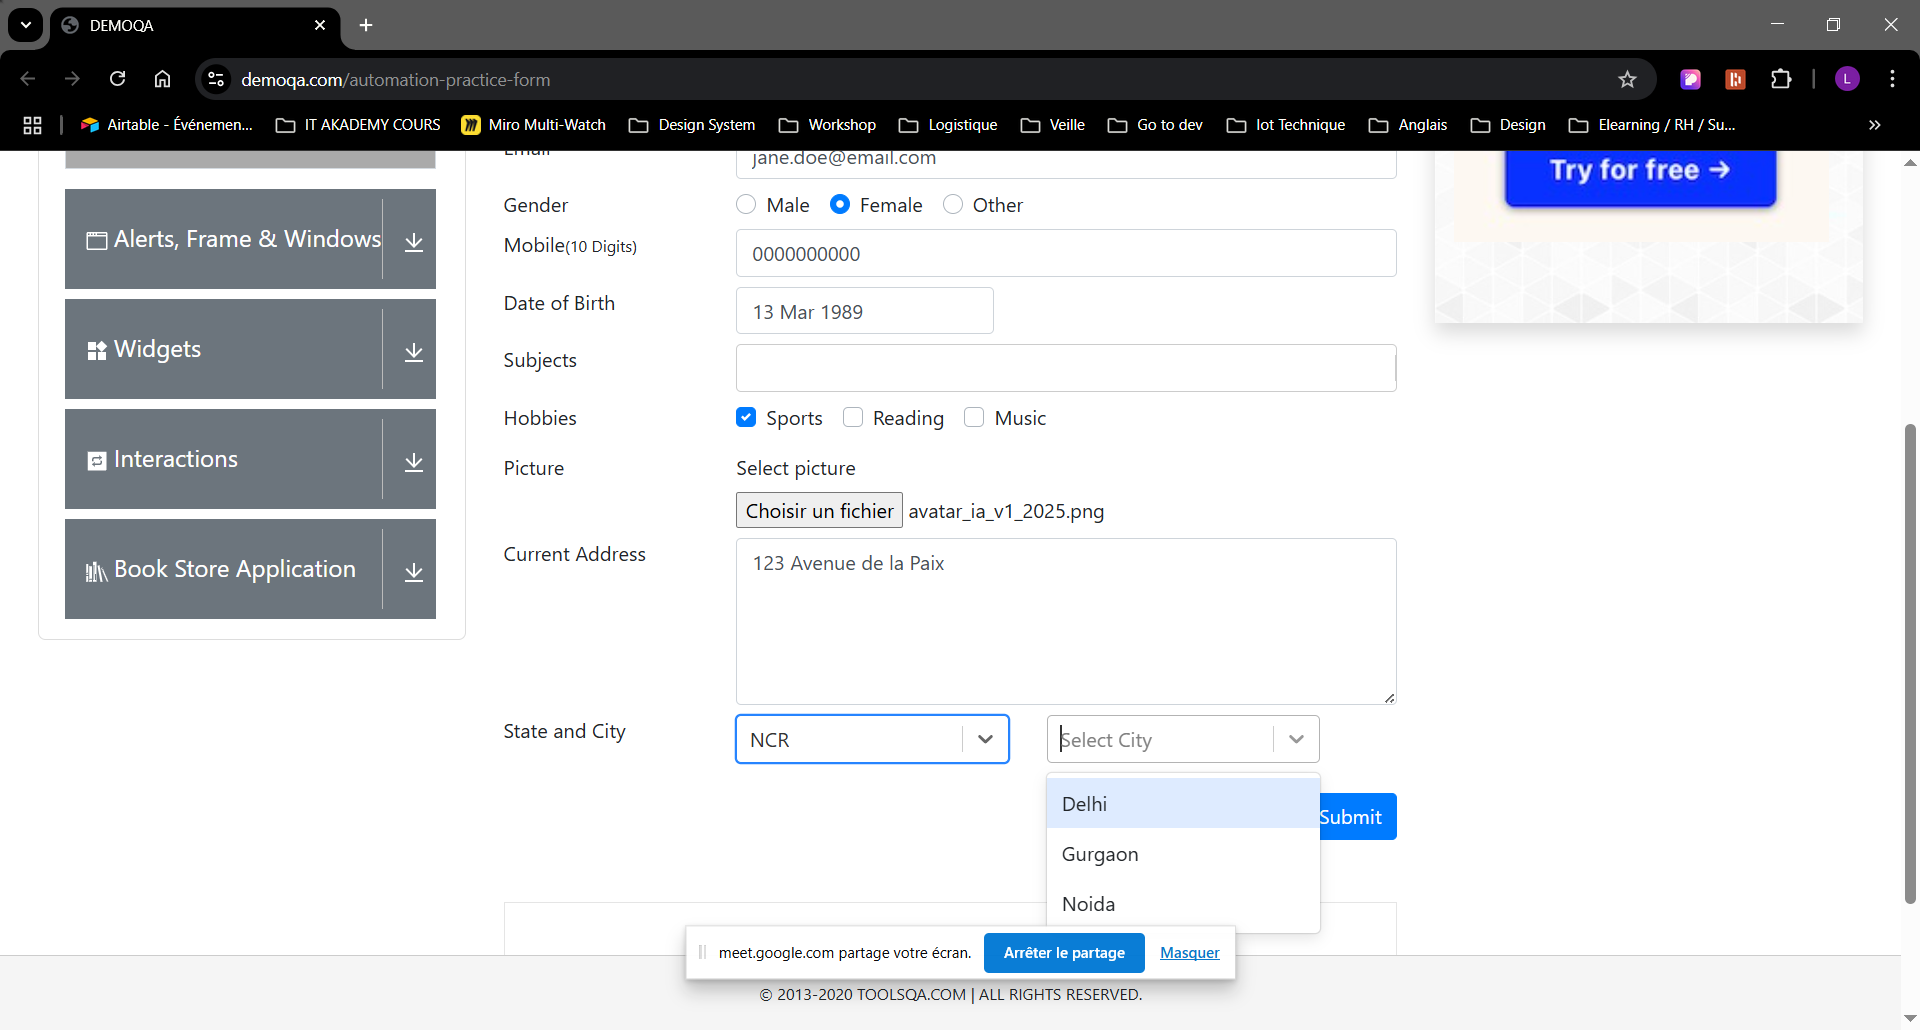 DEMOQA
demoqa.com/automation-practice-form
L
Airtable - Événemen...
IT AKADEMY COURS
Miro Multi-Watch
Design System
Workshop
Logistique
Veille
Go to dev
Iot Technique
Anglais
Design
Elearning / RH / Su...
Email
jane.doe@email.com
Try for free →
Gender
Male
Female
Other
Alerts, Frame & Windows
Mobile(10 Digits)
0000000000
Date of Birth
13 Mar 1989
Widgets
Subjects
Hobbies
Sports
Reading
Music
Interactions
Picture
Select picture
Choisir un fichier
avatar_ia_v1_2025.png
Book Store Application
Current Address
123 Avenue de la Paix
State and City
NCR
Select City
Delhi
Submit
Gurgaon
Noida
meet.google.com partage votre écran.
Arrêter le partage
Masquer
© 2013-2020 TOOLSQA.COM | ALL RIGHTS RESERVED.